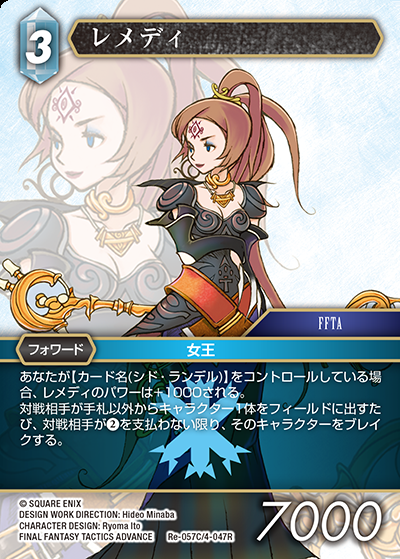 3
レメディ
FFTA
フォワード
女王
あなたが【カード名(シド・ランデル)】をコントロールしている場
合、レメディのパワーは+1000される。
対戦相手が手札以外からキャラクター1体をフィールドに出すた
び、対戦相手が❷を支払わない限り、そのキャラクターをブレイ
クする。
© SQUARE ENIX
DESIGN WORK DIRECTION: Hideo Minaba
CHARACTER DESIGN: Ryoma Ito
FINAL FANTASY TACTICS ADVANCE
Re-057C/4-047R
7000